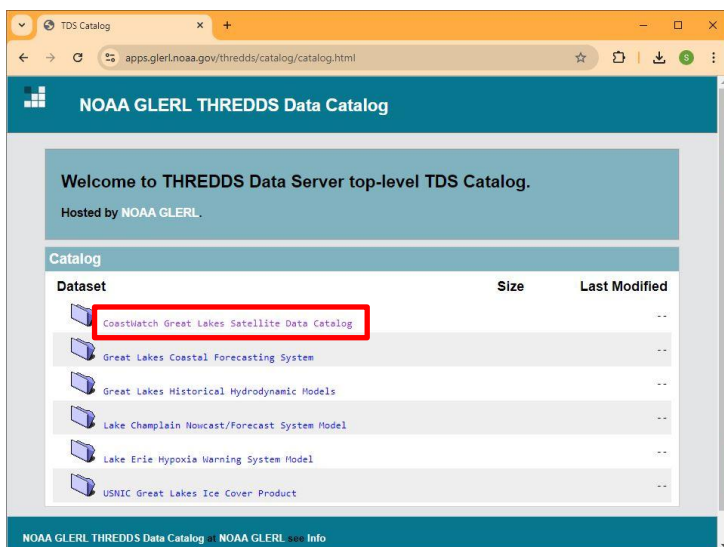 TDS Catalog
apps.glerl.noaa.gov/thredds/catalog/catalog.html
S
NOAA GLERL THREDDS Data Catalog
Welcome to THREDDS Data Server top-level TDS Catalog.
Hosted by NOAA GLERL.
Catalog
Dataset Size Last Modified
CoastWatch Great Lakes Satellite Data Catalog --
Great Lakes Coastal Forecasting System --
Great Lakes Historical Hydrodynamic Models --
Lake Champlain Nowcast/Forecast System Model --
Lake Erie Hypoxia Warning System Model --
USNIC Great Lakes Ice Cover Product --
NOAA GLERL THREDDS Data Catalog at NOAA GLERL see Info